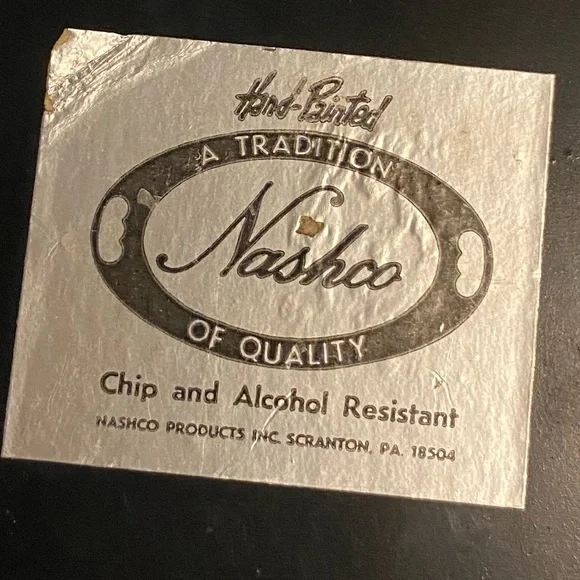 Hand-Painted
A TRADITION
Nashco
OF QUALITY
Chip and Alcohol Resistant
NASHCO PRODUCTS INC. SCRANTON, PA. 18504